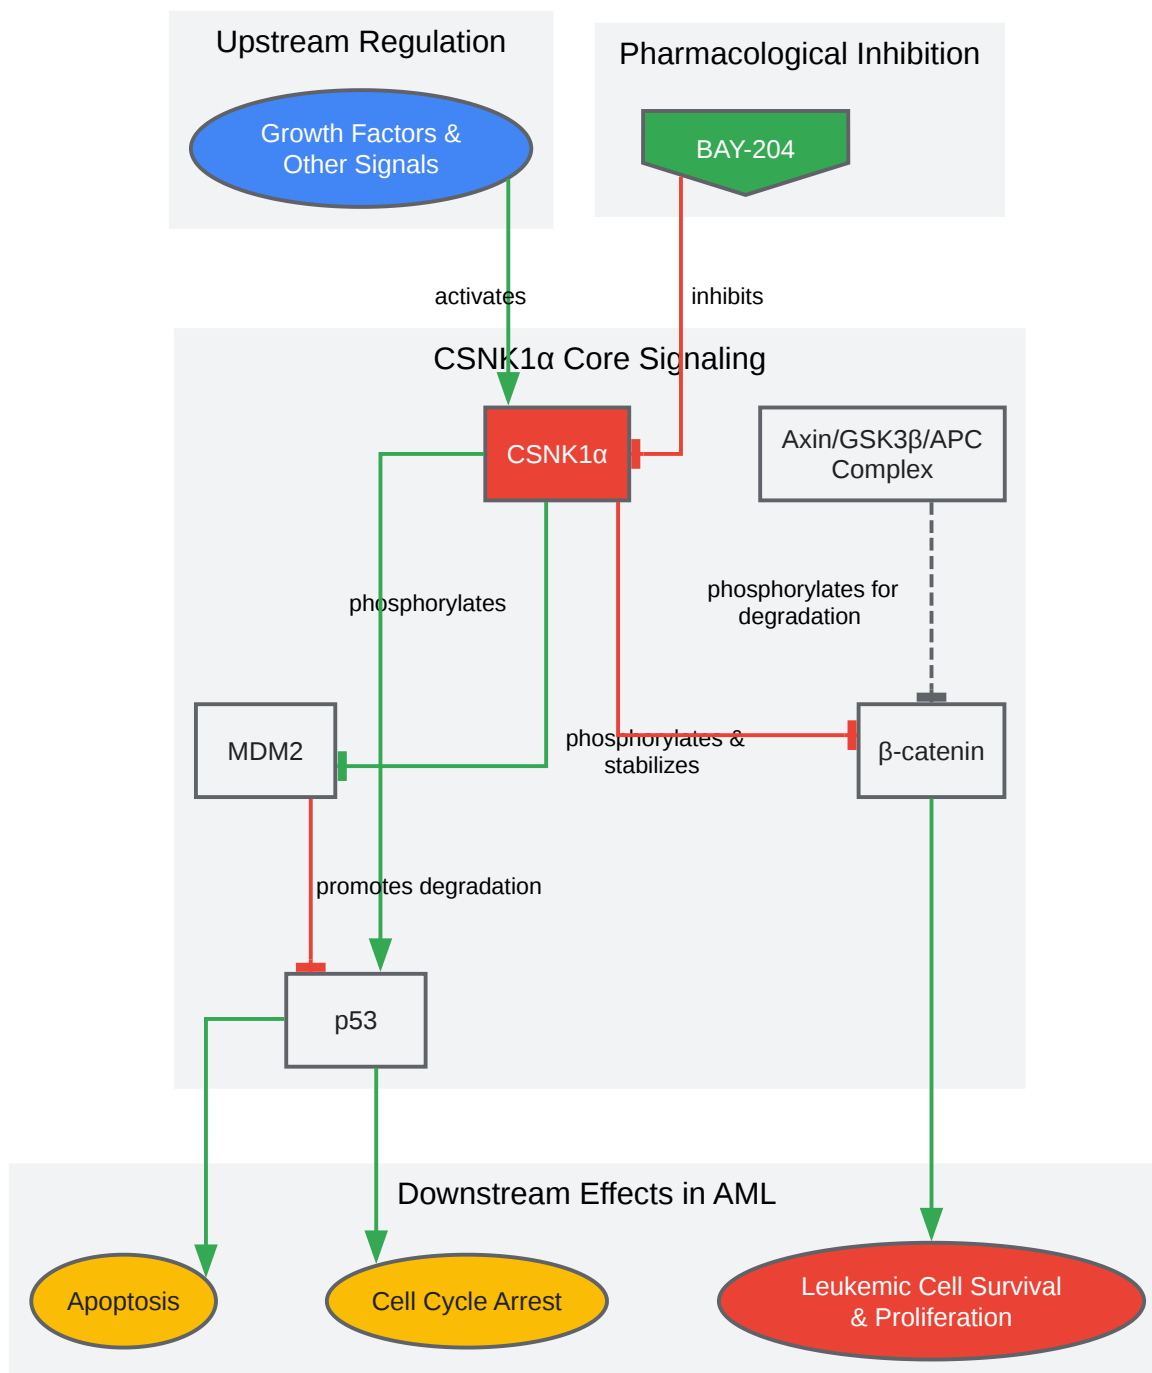 Upstream Regulation
Pharmacological Inhibition
Growth Factors &
Other Signals
BAY-204
activates
inhibits
CSNK1α Core Signaling
CSNK1α
Axin/GSK3β/APC
Complex
phosphorylates
phosphorylates for
degradation
MDM2
phosphorylates &
stabilizes
β-catenin
promotes degradation
p53
Downstream Effects in AML
Apoptosis
Cell Cycle Arrest
Leukemic Cell Survival
& Proliferation